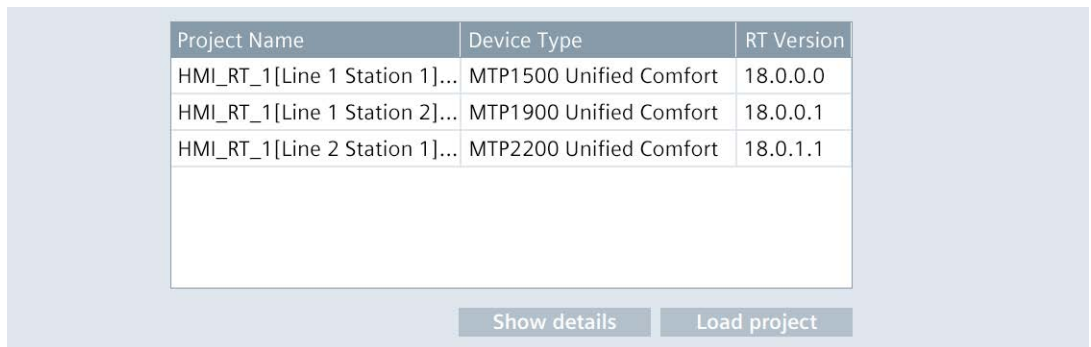 Project Name Device Type RT Version
HMI_RT_1[Line 1 Station 1]... MTP1500 Unified Comfort 18.0.0.0
HMI_RT_1[Line 1 Station 2]... MTP1900 Unified Comfort 18.0.0.1
HMI_RT_1[Line 2 Station 1]... MTP2200 Unified Comfort 18.0.1.1
Show details Load project